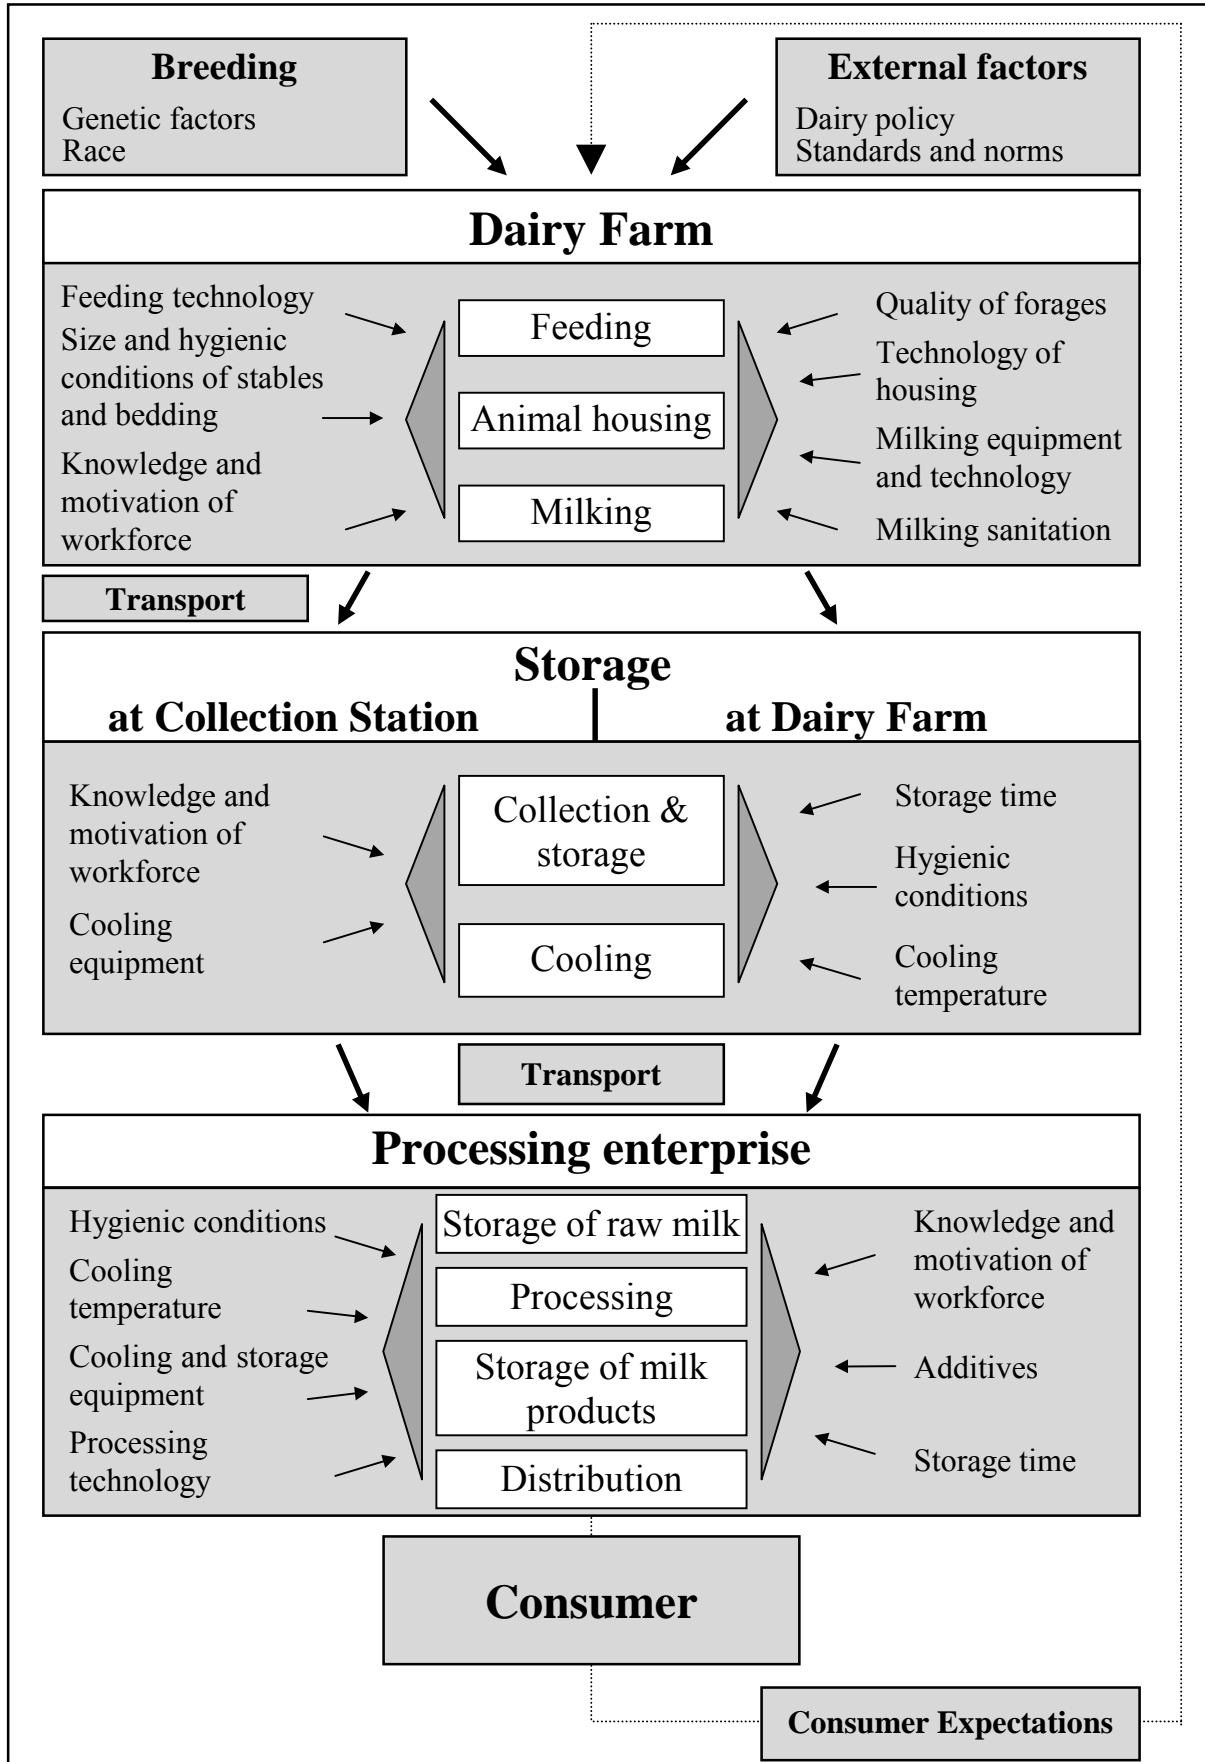 Breeding
Genetic factors
Race
External factors
Dairy policy
Standards and norms
Dairy Farm
Feeding technology
Size and hygienic
conditions of stables
and bedding
Knowledge and
motivation of
workforce
Feeding
Animal housing
Milking
Quality of forages
Technology of
housing
Milking equipment
and technology
Milking sanitation
Transport
Storage
at Collection Station
at Dairy Farm
Knowledge and
motivation of
workforce
Cooling
equipment
Collection &
storage
Cooling
Storage time
Hygienic
conditions
Cooling
temperature
Transport
Processing enterprise
Hygienic conditions
Cooling
temperature
Cooling and storage
equipment
Processing
technology
Storage of raw milk
Processing
Storage of milk
products
Distribution
Knowledge and
motivation of
workforce
Additives
Storage time
Consumer
Consumer Expectations